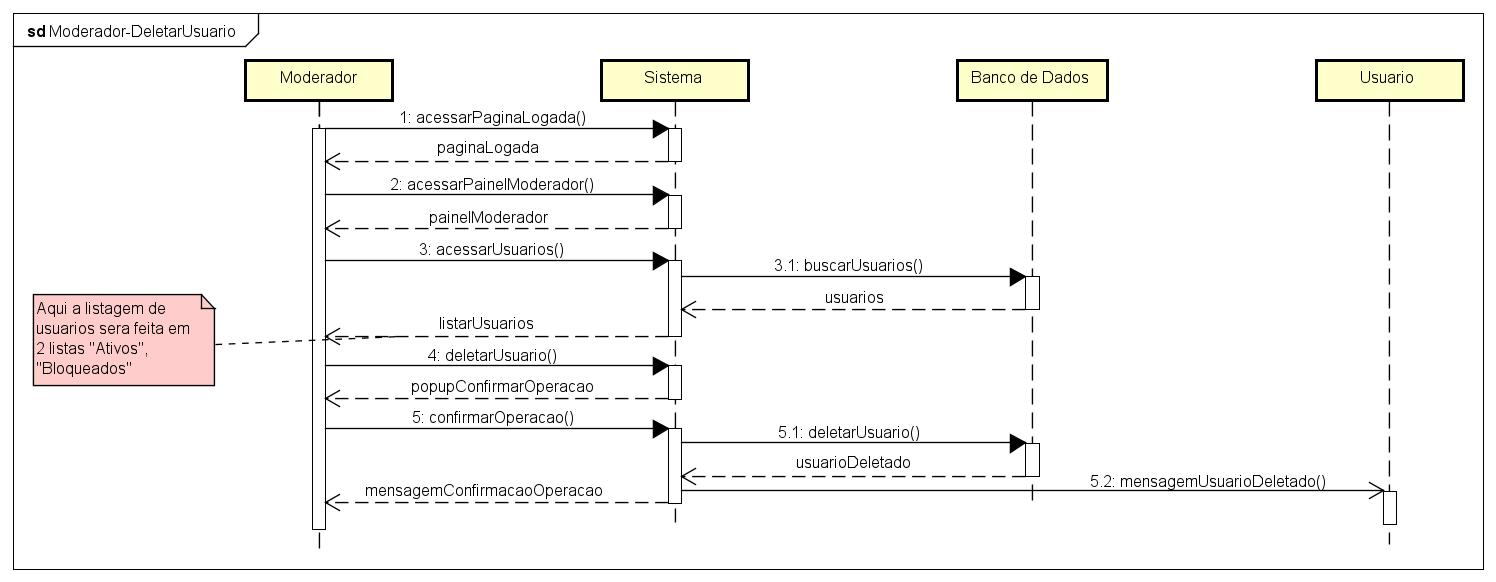 sd Moderador-DeletarUsuario
Moderador
Sistema
Banco de Dados
Usuario
1: acessarPaginaLogada()
paginaLogada
2: acessarPainelModerador()
painelModerador
3: acessarUsuarios()
3.1: buscarUsuarios()
usuarios
Aqui a listagem de
usuarios sera feita em
2 listas "Ativos",
"Bloqueados"
listarUsuarios
4: deletarUsuario()
popupConfirmarOperacao
5: confirmarOperacao()
5.1: deletarUsuario()
usuarioDeletado
5.2: mensagemUsuarioDeletado()
mensagemConfirmacaoOperacao